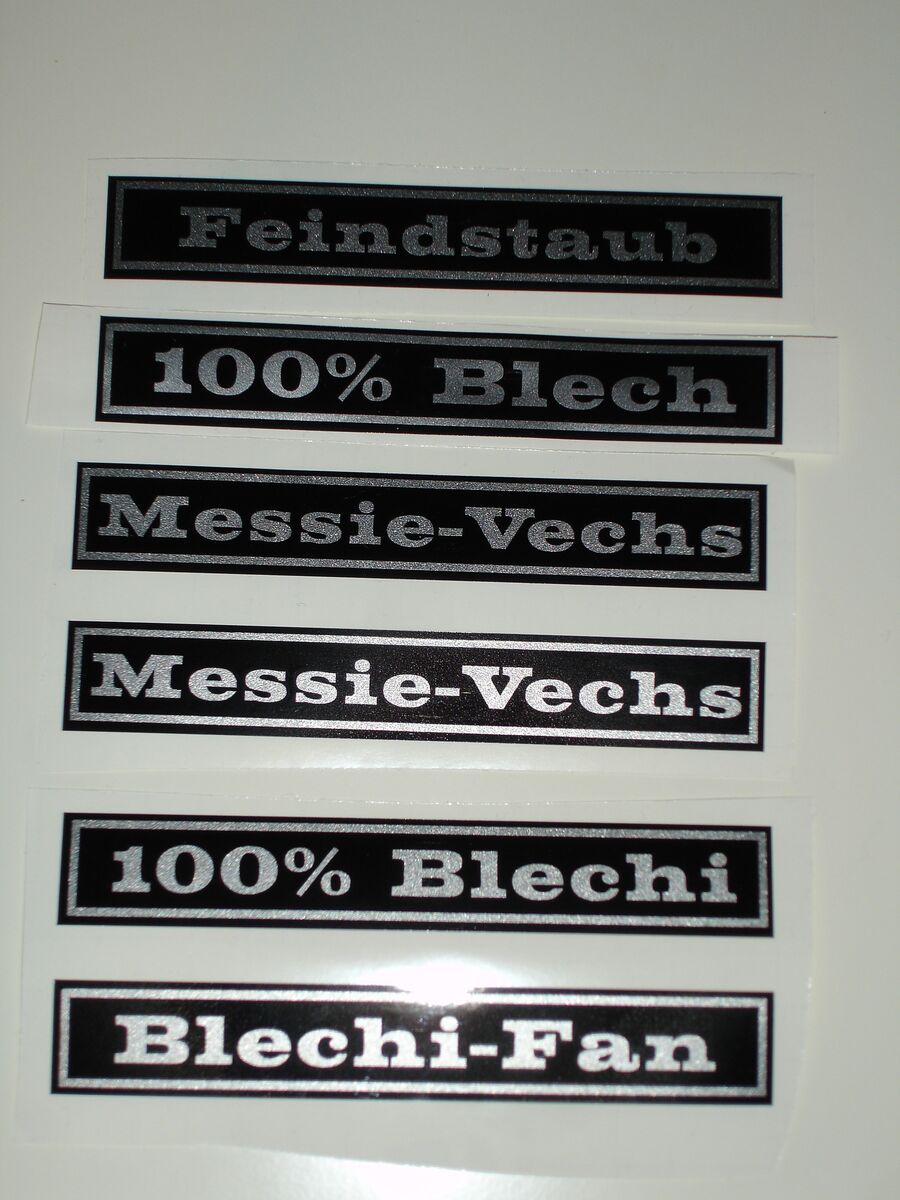 Feindstaub
100% Blech
Messie-Vechs
Messie-Vechs
100% Blechi
Blechi-Fan